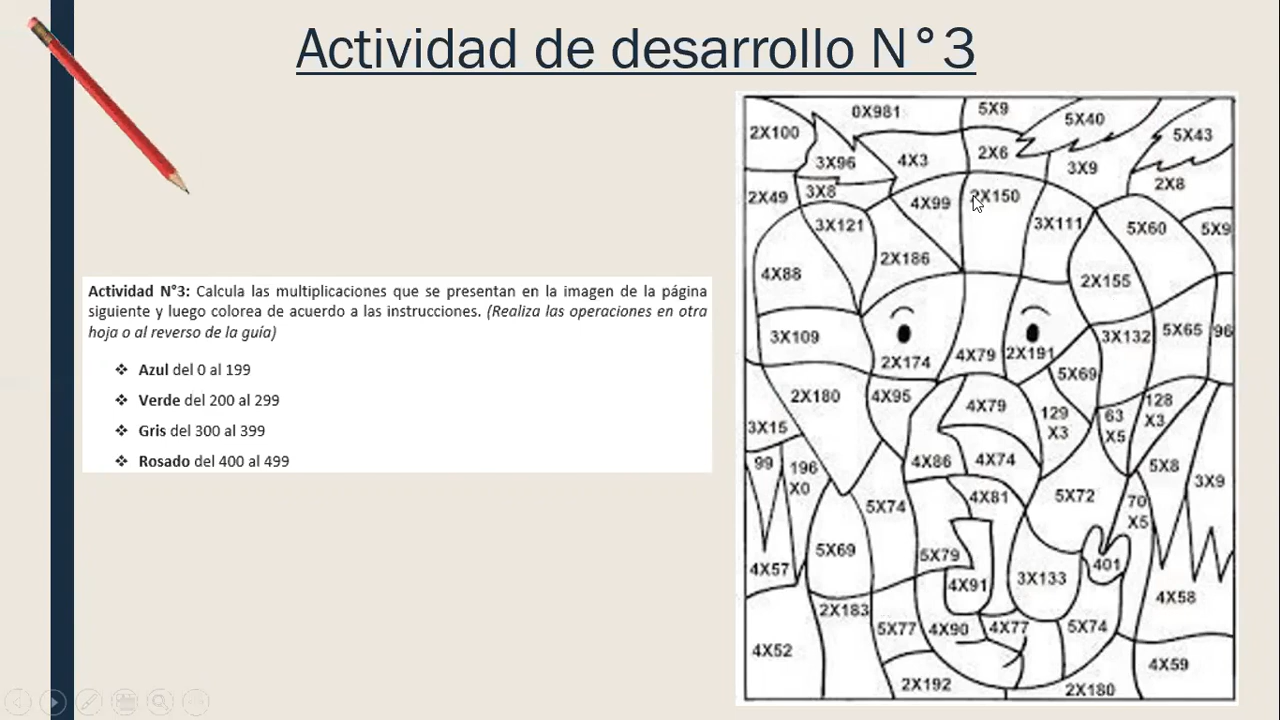 Actividad de desarrollo N°3
Actividad N°3: Calcula las multiplicaciones que se presentan en la imagen de la página
siguiente y luego colorea de acuerdo a las instrucciones. (Realiza las operaciones en otra
hoja o al reverso de la guía)
❖ Azul del 0 al 199
❖ Verde del 200 al 299
❖ Gris del 300 al 399
❖ Rosado del 400 al 499
0X981
5X9
5X40
2X100
5X43
3X96
4X3
2X6
3X9
2X8
2X49
3X8
4X99
2X150
3X121
3X111
5X60
5X9
2X186
4X88
2X155
3X109
3X132
5X65
96
2X174
4X79
2X191
5X69
2X180
4X95
4X79
129
X3
63
X5
128
X3
3X15
99
196
X0
4X86
4X74
5X8
3X9
5X74
4X81
5X72
70
X5
5X69
5X79
4X57
4X91
3X133
401
4X58
2X183
5X77
4X90
4X77
5X74
4X52
4X59
2X192
2X180